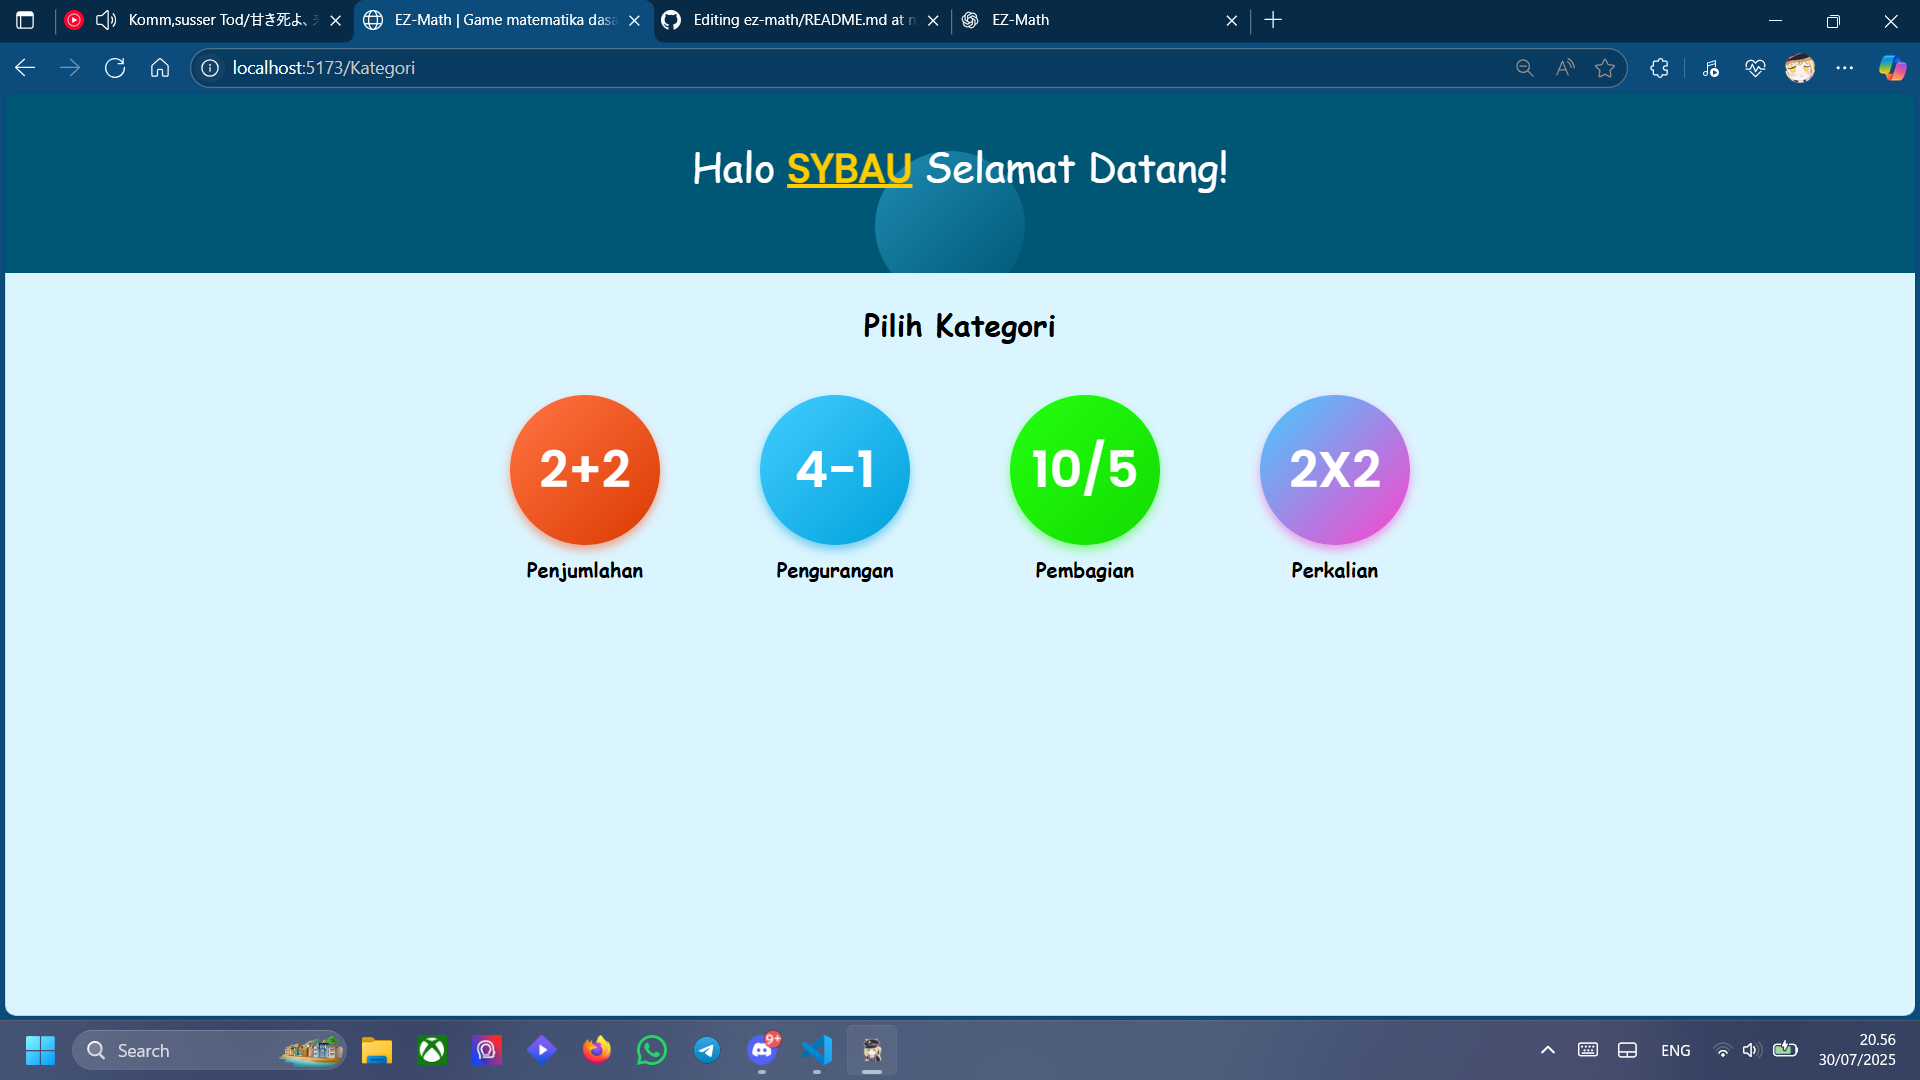 Komm,susser Tod/甘き死よ、
EZ-Math | Game matematika dasa
Editing ez-math/README.md at
EZ-Math
localhost:5173/Kategori
Halo SYBAU Selamat Datang!
Pilih Kategori
2+2
4-1
10/5
2X2
Penjumlahan
Pengurangan
Pembagian
Perkalian
Search
9+
ENG
20.56
30/07/2025